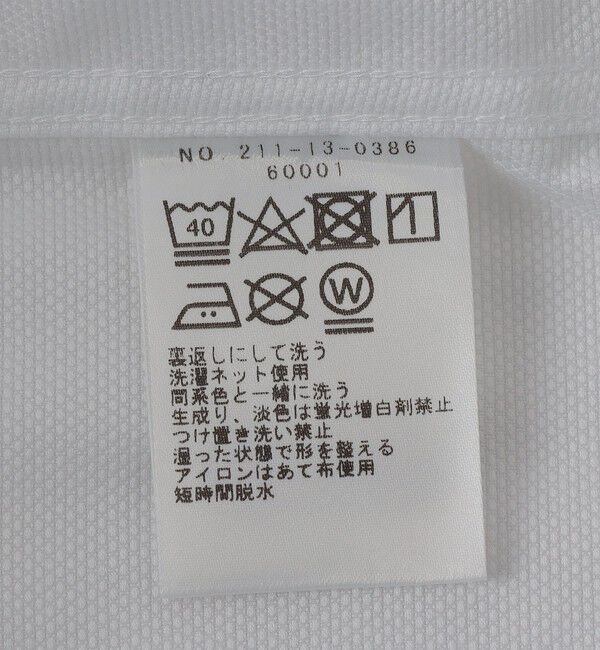 NO. 211-13-0386
60001
40
W
裏返しにして洗う
洗濯ネット使用
同系色と一緒に洗う
生成り、淡色は蛍光増白剤禁止
つけ置き洗い禁止
湿った状態で形を整える
アイロンはあて布使用
短時間脱水